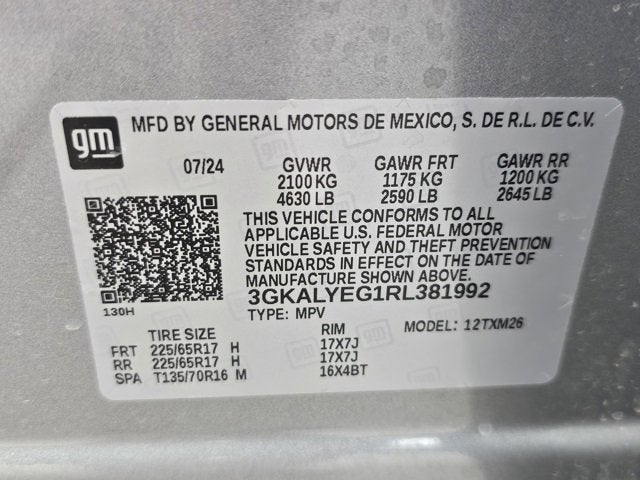 gm
MFD BY GENERAL MOTORS DE MEXICO, S. DE R.L. DE C.V.
07/24 GVWR GAWR FRT GAWR RR
2100 KG 1175 KG 1200 KG
4630 LB 2590 LB 2645 LB
THIS VEHICLE CONFORMS TO ALL
APPLICABLE U.S. FEDERAL MOTOR
VEHICLE SAFETY AND THEFT PREVENTION
STANDARDS IN EFFECT ON THE DATE OF
MANUFACTURE SHOWN ABOVE.
3GKALYEG1RL381992
130H
TYPE: MPV MODEL: 12TXM26
TIRE SIZE RIM
FRT 225/65R17 H 17X7J
RR 225/65R17 H 17X7J
SPA T135/70R16 M 16X4BT